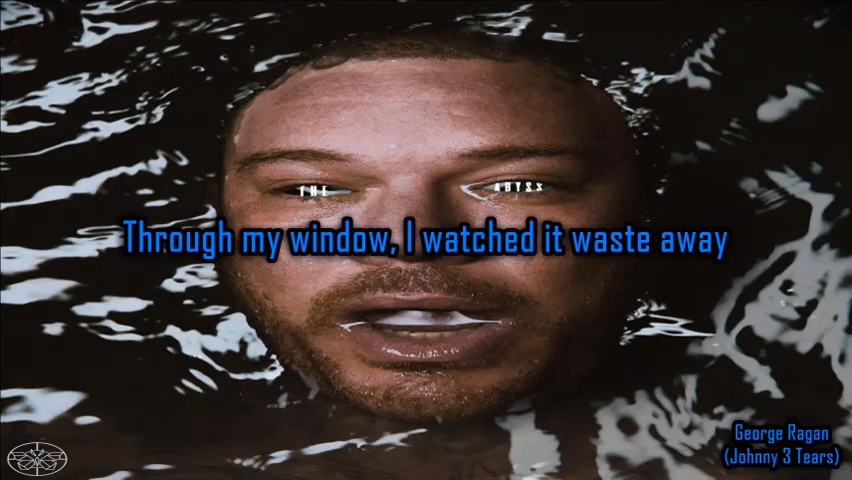 THE ABYSS
Through my window, I watched it waste away
George Ragan
(Johnny 3 Tears)